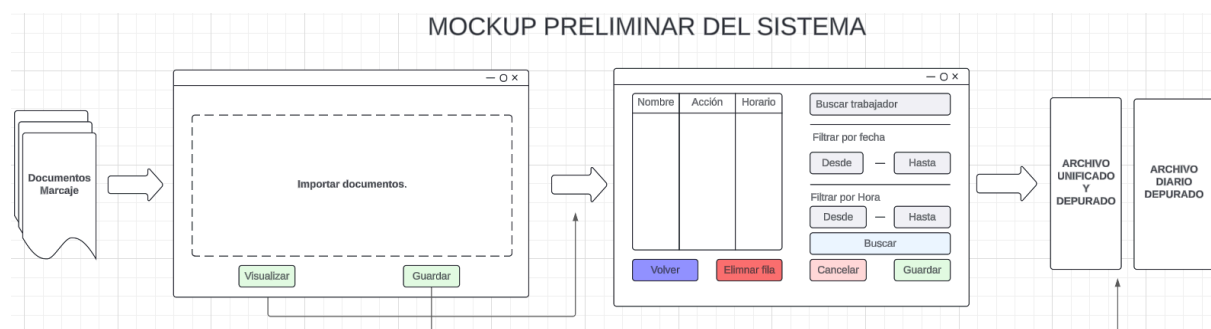 MOCKUP PRELIMINAR DEL SISTEMA
Documentos
Marcaje
Importar documentos.
Visualizar
Guardar
Nombre
Acción
Horario
Volver
Elimnar fila
Buscar trabajador
Filtrar por fecha
Desde
—
Hasta
Filtrar por Hora
Desde
—
Hasta
Buscar
Cancelar
Guardar
ARCHIVO
UNIFICADO
Y
DEPURADO
ARCHIVO
DIARIO
DEPURADO